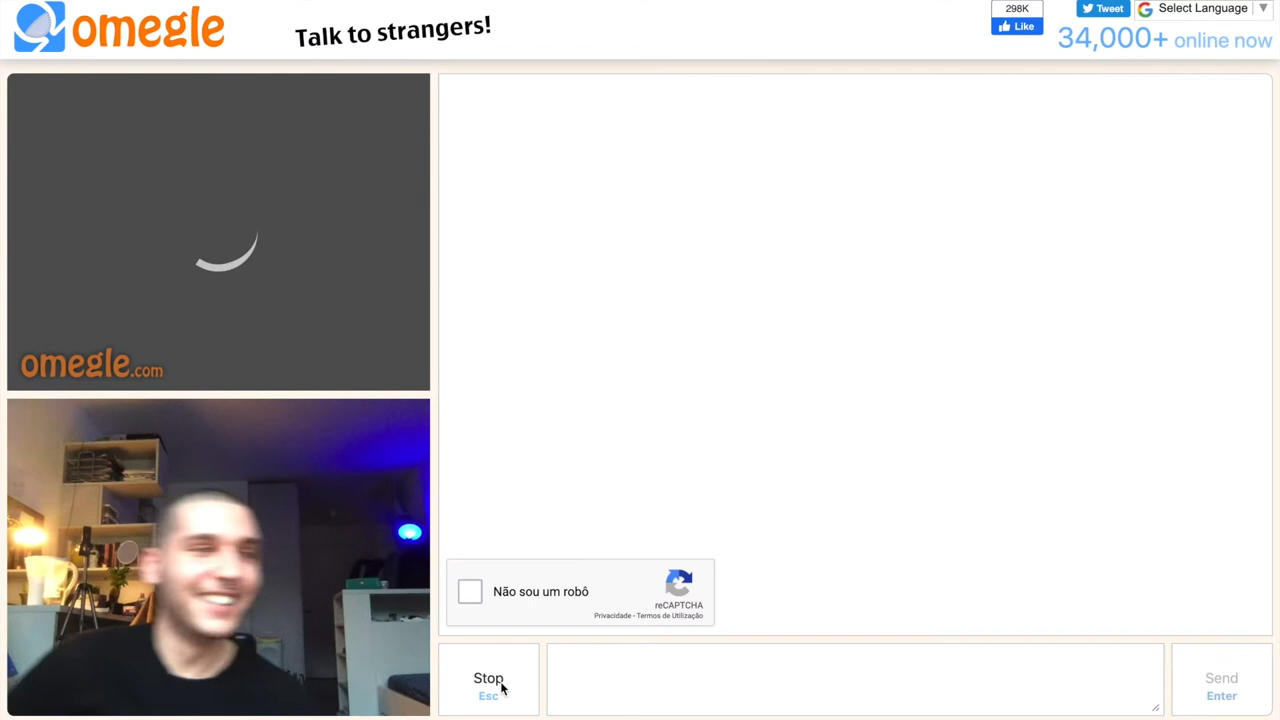 omegle
Talk to strangers!
298K
Like
Tweet
Select Language
34,000+ online now
omegle.com
Não sou um robô
reCAPTCHA
Privacidade - Termos de Utilização
Stop
Esc
Send
Enter